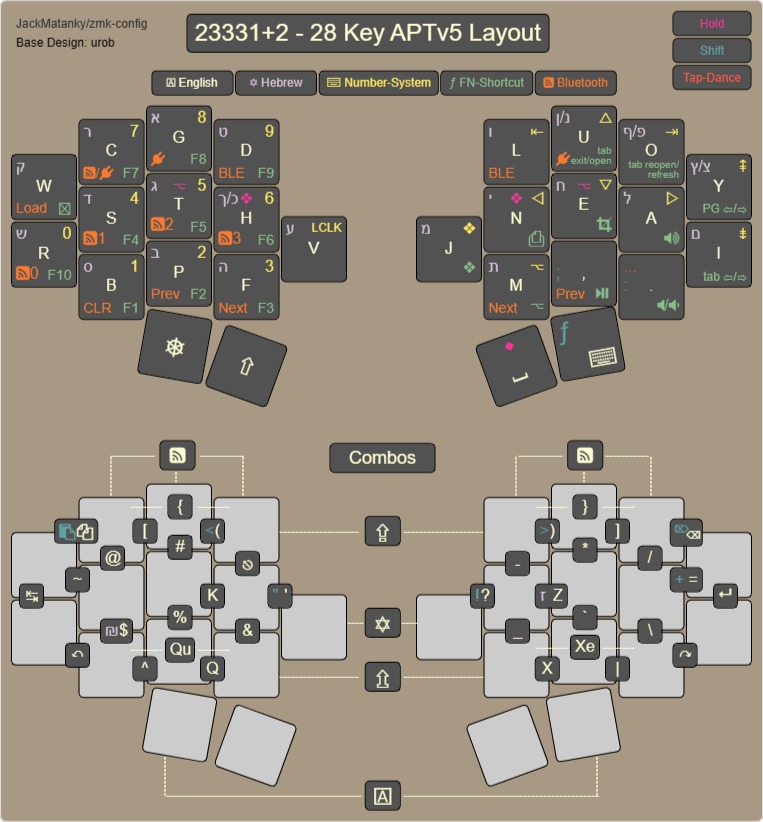 JackMatanky/zmk-config
Base Design: urob
23331+2 - 28 Key APTv5 Layout
Hold
Shift
Tap-Dance
A English
✡ Hebrew
Number-System
ƒ FN-Shortcut
Bluetooth
ק
W
Load
ש 0
R
0 F10
ר 7
C
/ F7
ד 4
S
1 F4
ס 1
B
CLR F1
א 8
G
F8
ג 5
T
2 F5
ב 2
P
Prev F2
ט 9
D
BLE F9
כ/ך 6
H
3 F6
ה 3
F
Next F3
ע LCLK
V
מ
J
ו
L
BLE
י
N
ת
M
Next
נ/ן
U
tab
exit/open
ח
E
; ,
Prev
פ/ף
O
tab reopen/
refresh
ל
A
...
: .
צ/ץ
Y
PG ⇦/⇨
ם
I
tab ⇦/⇨
ƒ
Combos
{
[ <(
@ #
~ K " '
₪$ % &
Qu
^ Q
}
>) ]
- * /
+ =
!? ז Z
_ ` \
Xe
X |
A